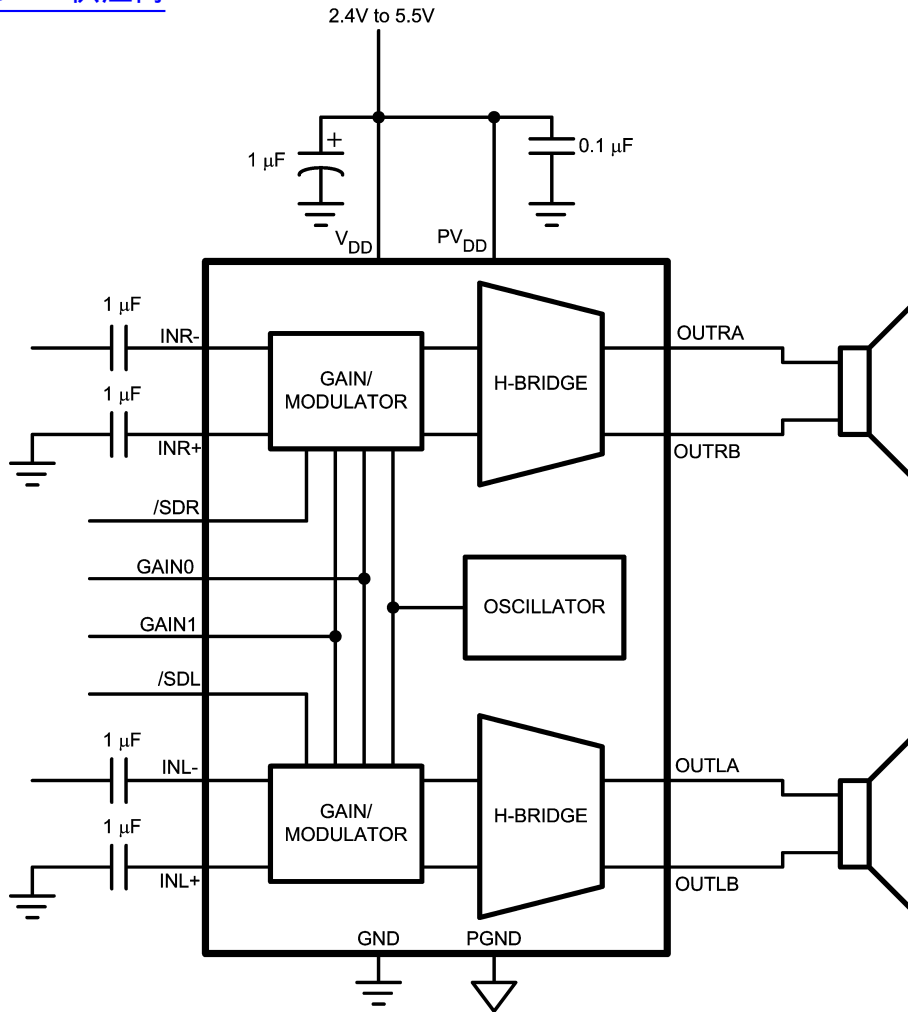 2.4V to 5.5V
1 μF
+
0.1 μF
VDD
PVDD
1 μF
INR-
OUTRA
GAIN/
MODULATOR
H-BRIDGE
1 μF
INR+
OUTRB
/SDR
GAIN0
OSCILLATOR
GAIN1
/SDL
1 μF
INL-
OUTLA
GAIN/
MODULATOR
H-BRIDGE
1 μF
INL+
OUTLB
GND
PGND